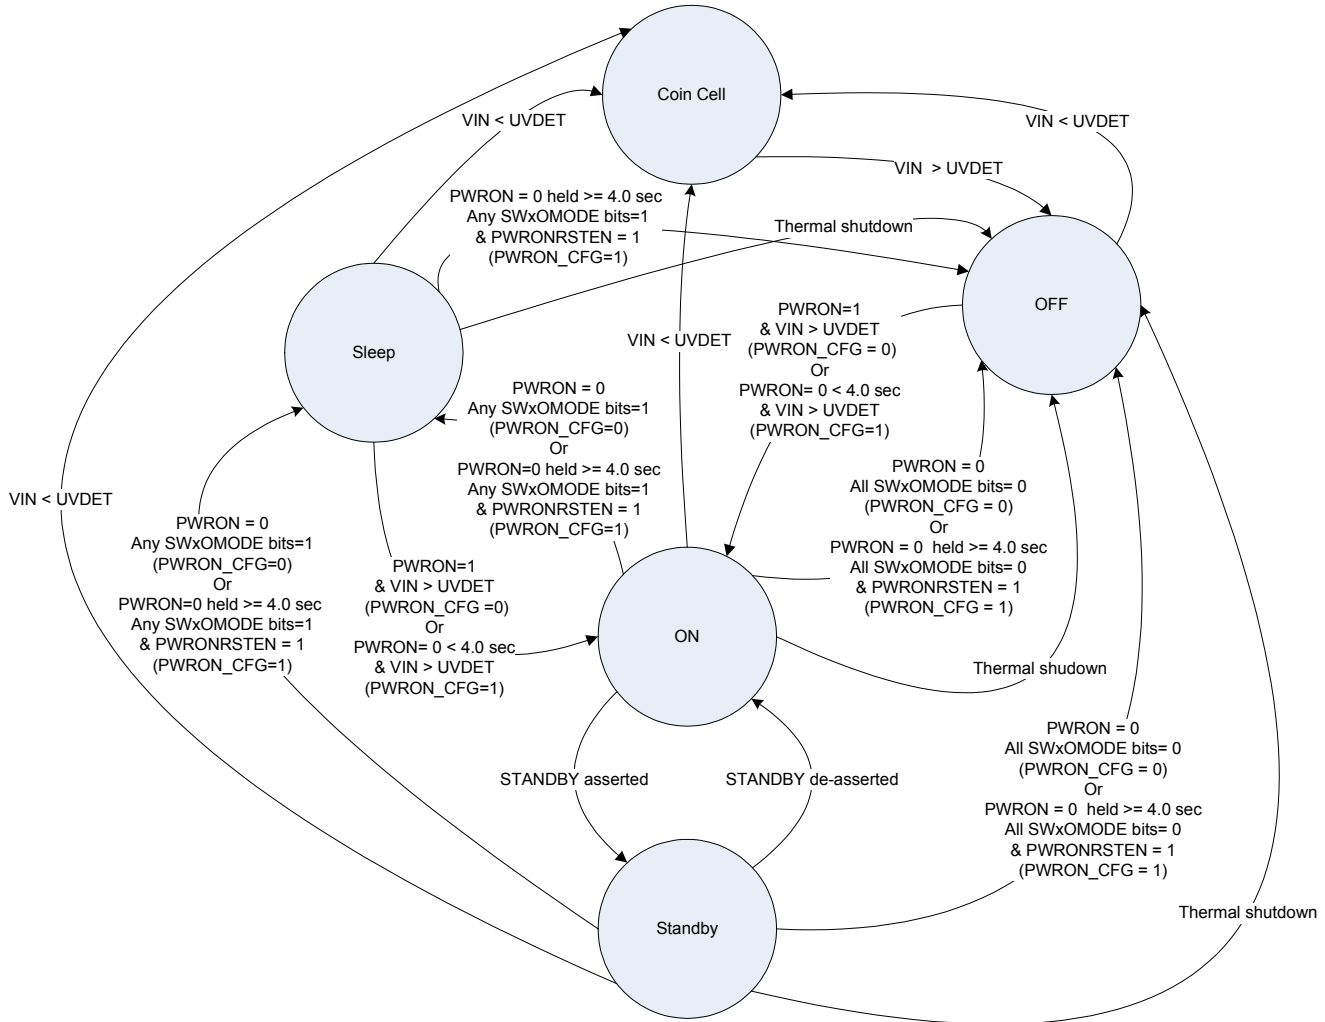 Coin Cell
VIN < UVDET
VIN < UVDET
VIN  > UVDET
PWRON = 0 held >= 4.0 sec
Any SWxOMODE bits=1
& PWRONRSTEN = 1
(PWRON_CFG=1)
Thermal shutdown
OFF
Sleep
PWRON=1
& VIN > UVDET
(PWRON_CFG = 0)
Or
PWRON= 0 < 4.0 sec
& VIN > UVDET
(PWRON_CFG=1)
VIN < UVDET
PWRON = 0
Any SWxOMODE bits=1
(PWRON_CFG=0)
Or
PWRON=0 held >= 4.0 sec
Any SWxOMODE bits=1
& PWRONRSTEN = 1
(PWRON_CFG=1)
PWRON = 0
All SWxOMODE bits= 0
(PWRON_CFG = 0)
Or
PWRON = 0  held >= 4.0 sec
All SWxOMODE bits= 0
& PWRONRSTEN = 1
(PWRON_CFG = 1)
VIN < UVDET
PWRON = 0
Any SWxOMODE bits=1
(PWRON_CFG=0)
Or
PWRON=0 held >= 4.0 sec
Any SWxOMODE bits=1
& PWRONRSTEN = 1
(PWRON_CFG=1)
PWRON=1
& VIN > UVDET
(PWRON_CFG =0)
Or
PWRON= 0 < 4.0 sec
& VIN > UVDET
(PWRON_CFG=1)
ON
Thermal shudown
STANDBY asserted
STANDBY de-asserted
PWRON = 0
All SWxOMODE bits= 0
(PWRON_CFG = 0)
Or
PWRON = 0  held >= 4.0 sec
All SWxOMODE bits= 0
& PWRONRSTEN = 1
(PWRON_CFG = 1)
Thermal shutdown
Standby